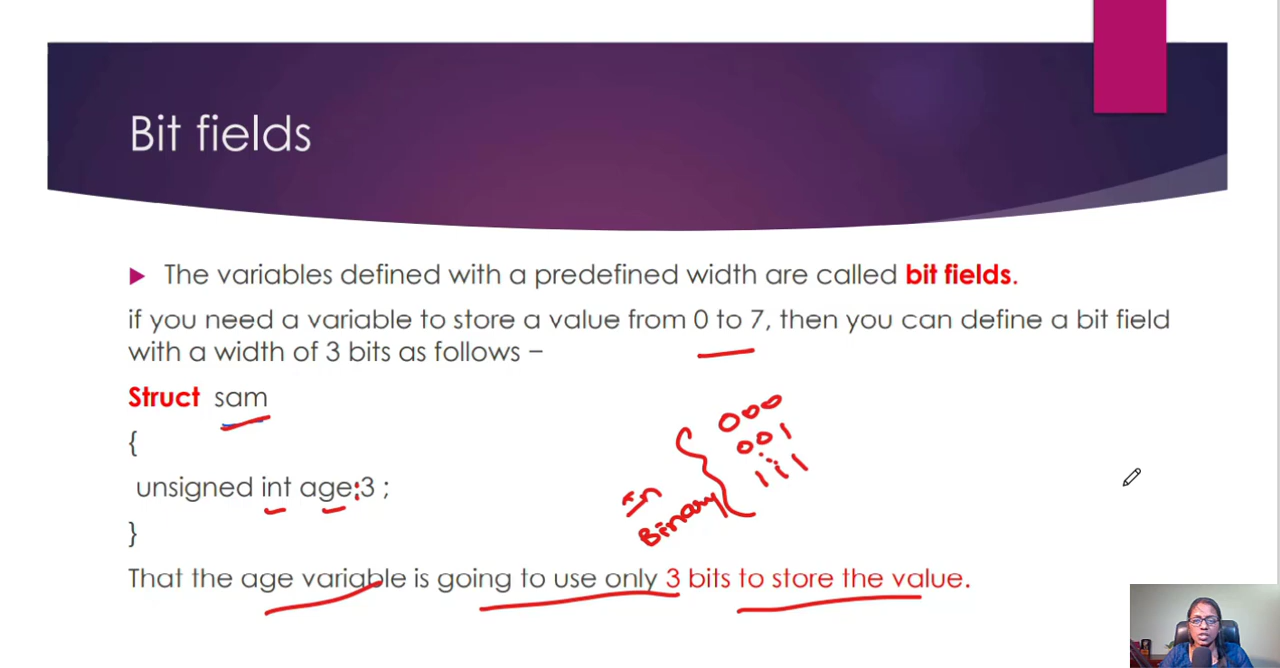 Bit fields
The variables defined with a predefined width are called bit fields.
if you need a variable to store a value from 0 to 7, then you can define a bit field
with a width of 3 bits as follows –
Struct sam
{
unsigned int age:3 ;
}
That the age variable is going to use only 3 bits to store the value.
000
001
111
In
Binary